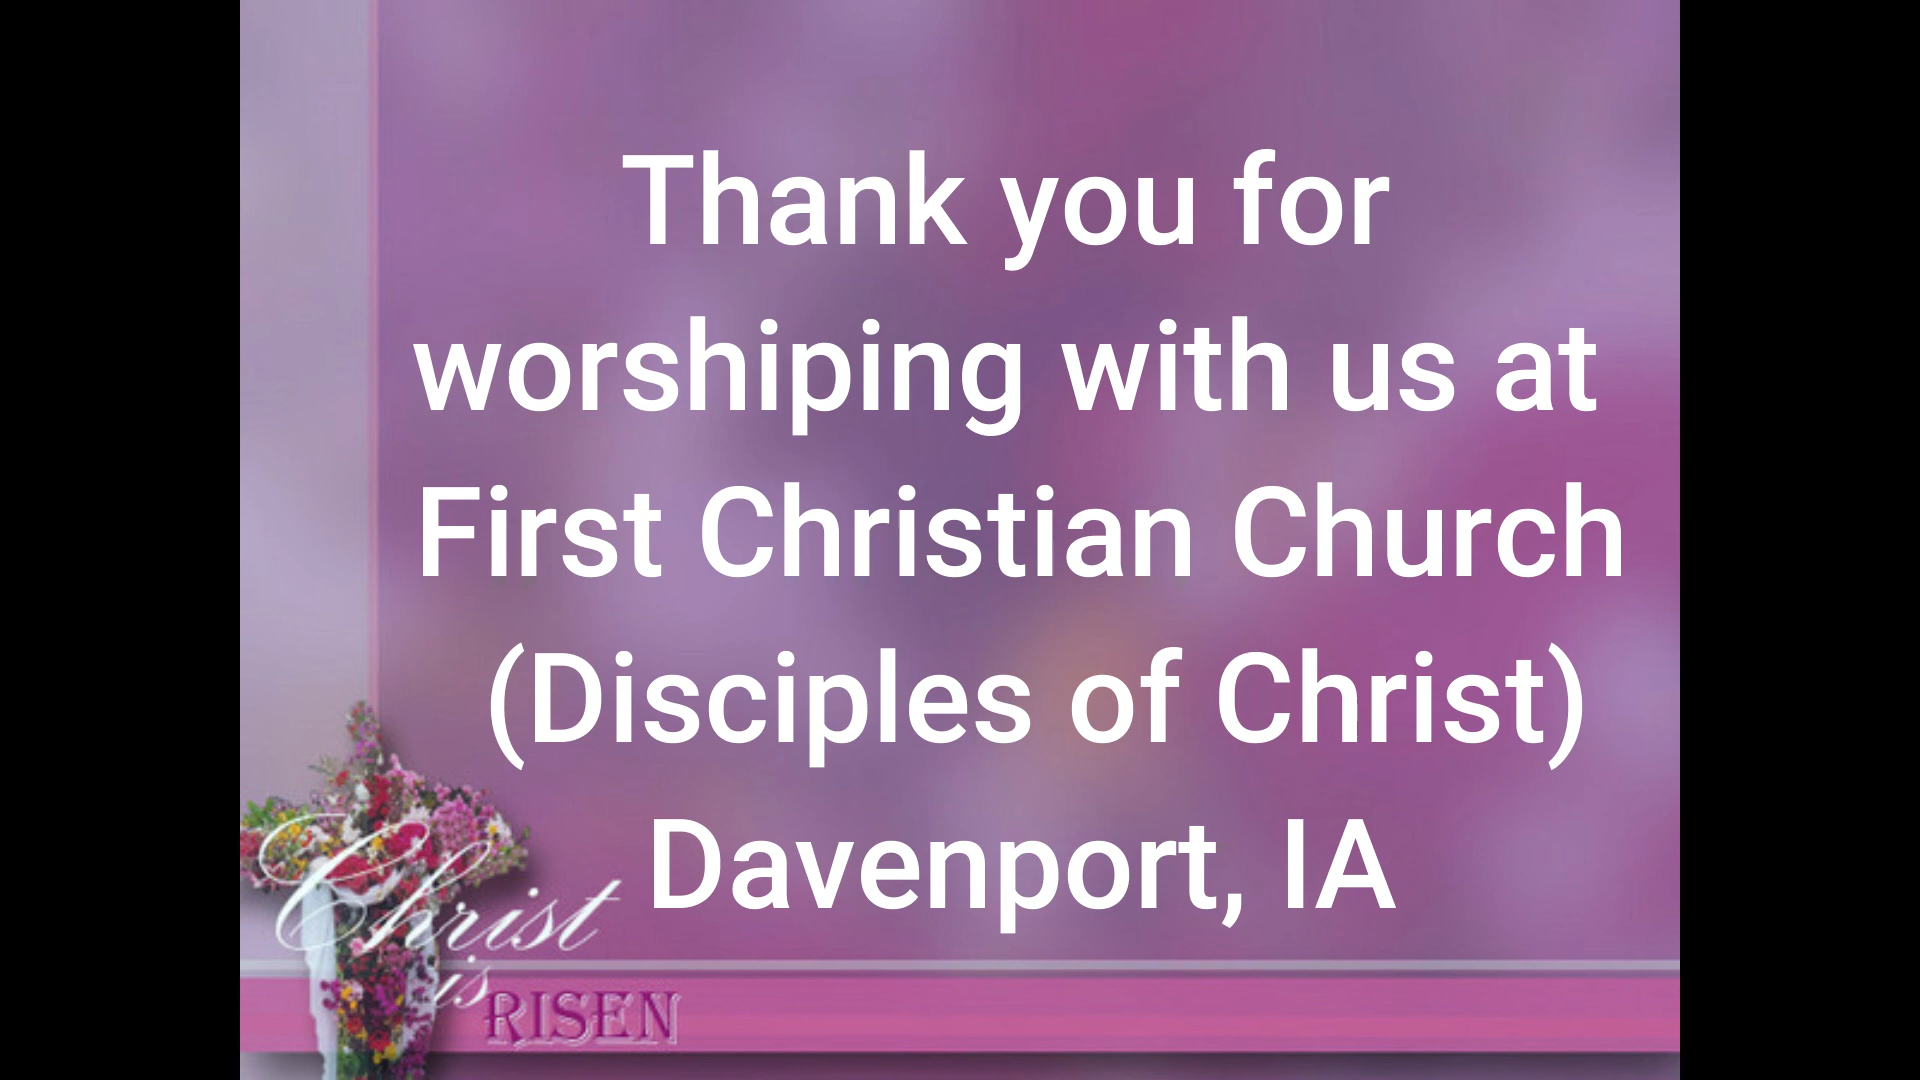 Thank you for
worshiping with us at
First Christian Church
(Disciples of Christ)
Davenport, IA
Christ
is
RISEN